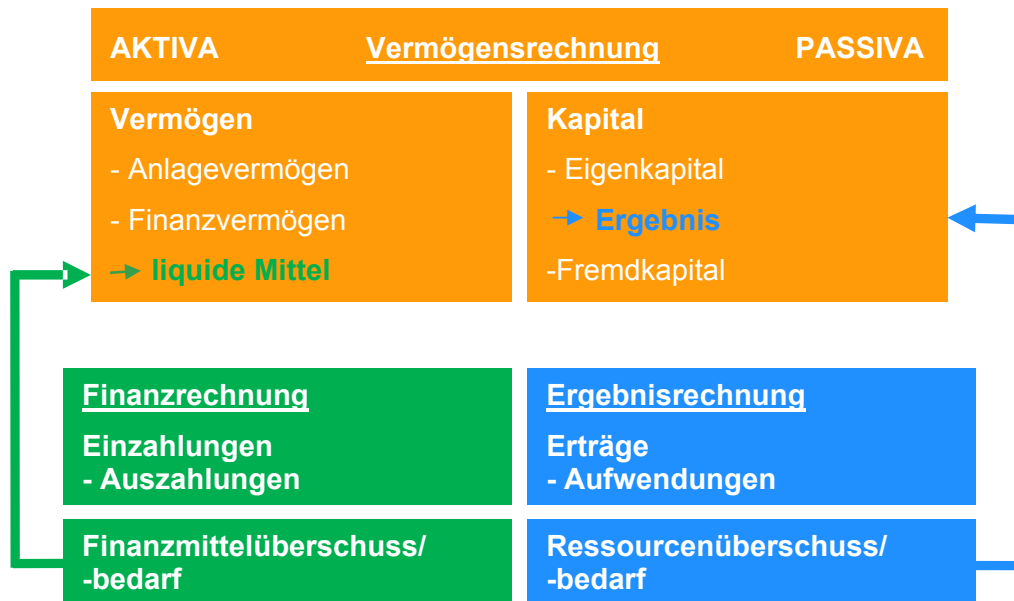 AKTIVA Vermögensrechnung PASSIVA
Vermögen
- Anlagevermögen
- Finanzvermögen
→ liquide Mittel
Kapital
- Eigenkapital
→ Ergebnis
-Fremdkapital
Finanzrechnung
Einzahlungen
- Auszahlungen
Finanzmittelüberschuss/
-bedarf
Ergebnisrechnung
Erträge
- Aufwendungen
Ressourcenüberschuss/
-bedarf